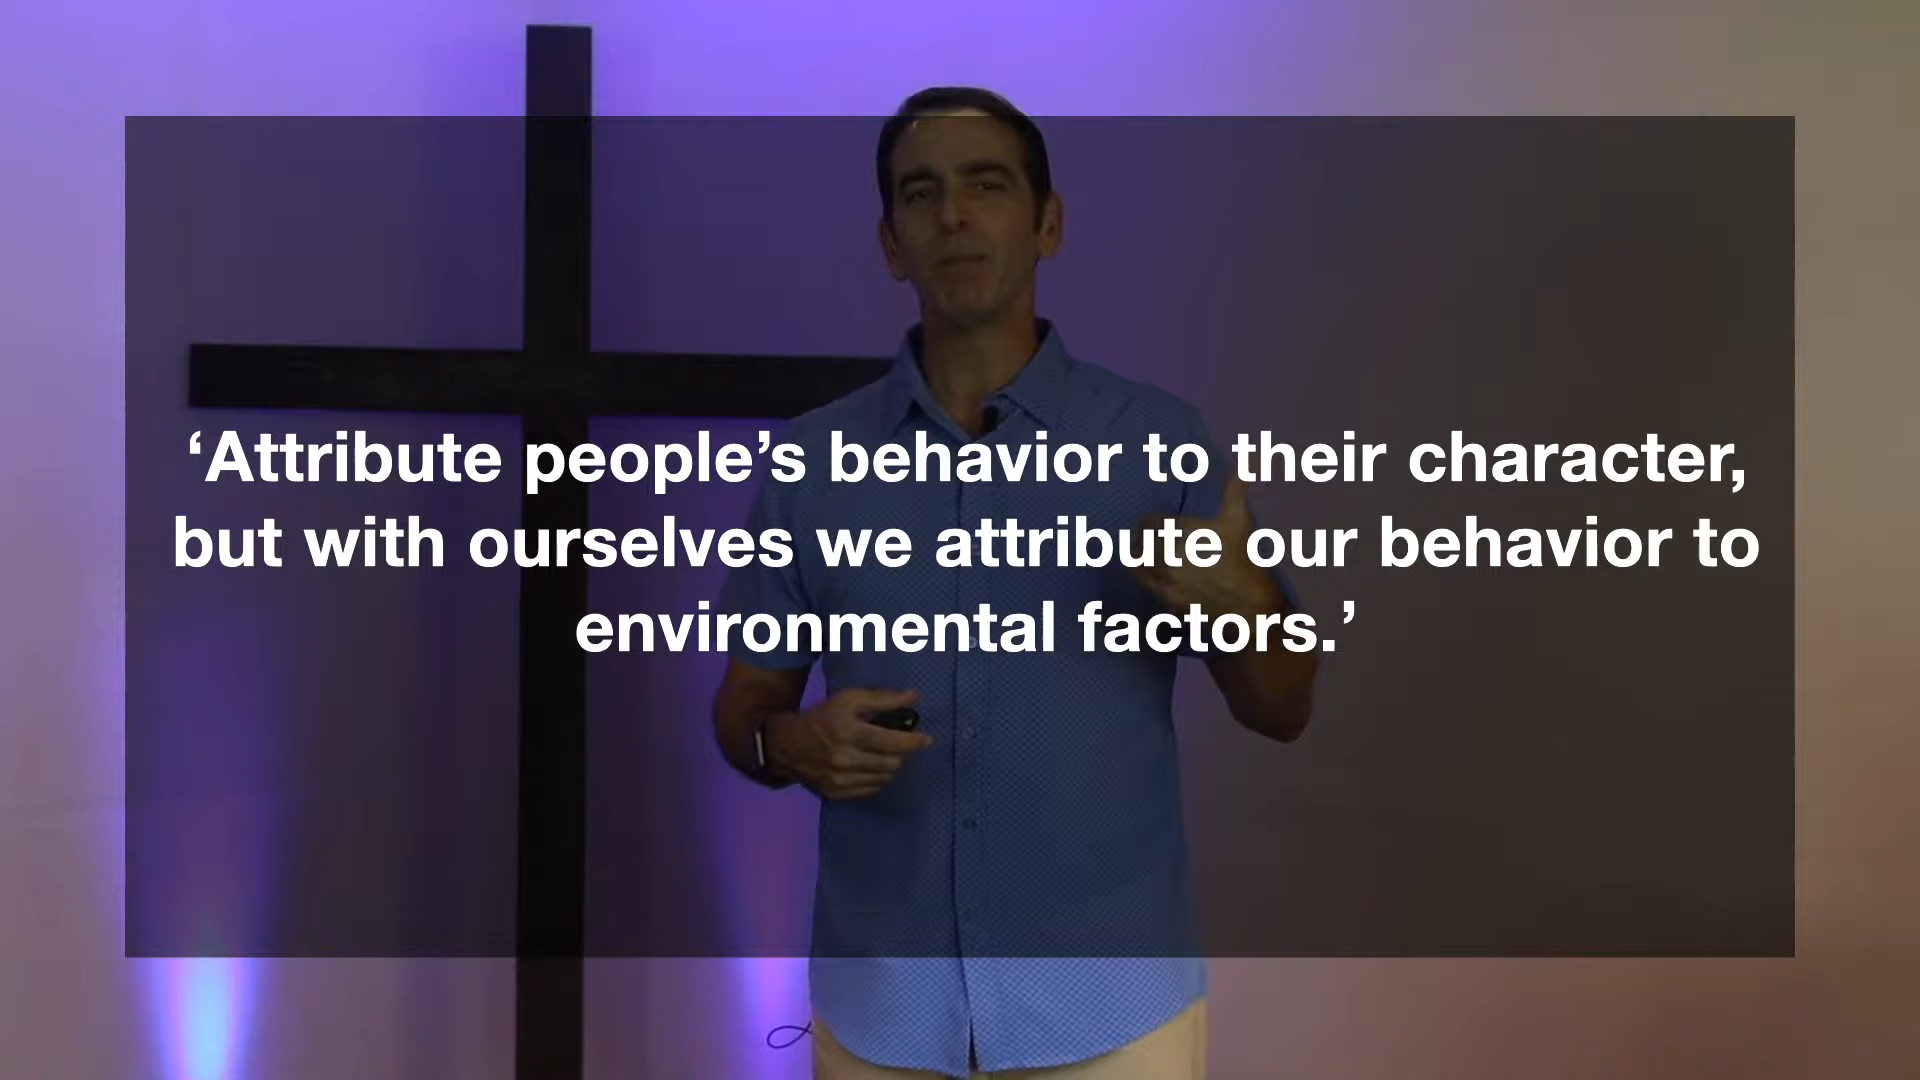 ‘Attribute people’s behavior to their character,
but with ourselves we attribute our behavior to
environmental factors.’